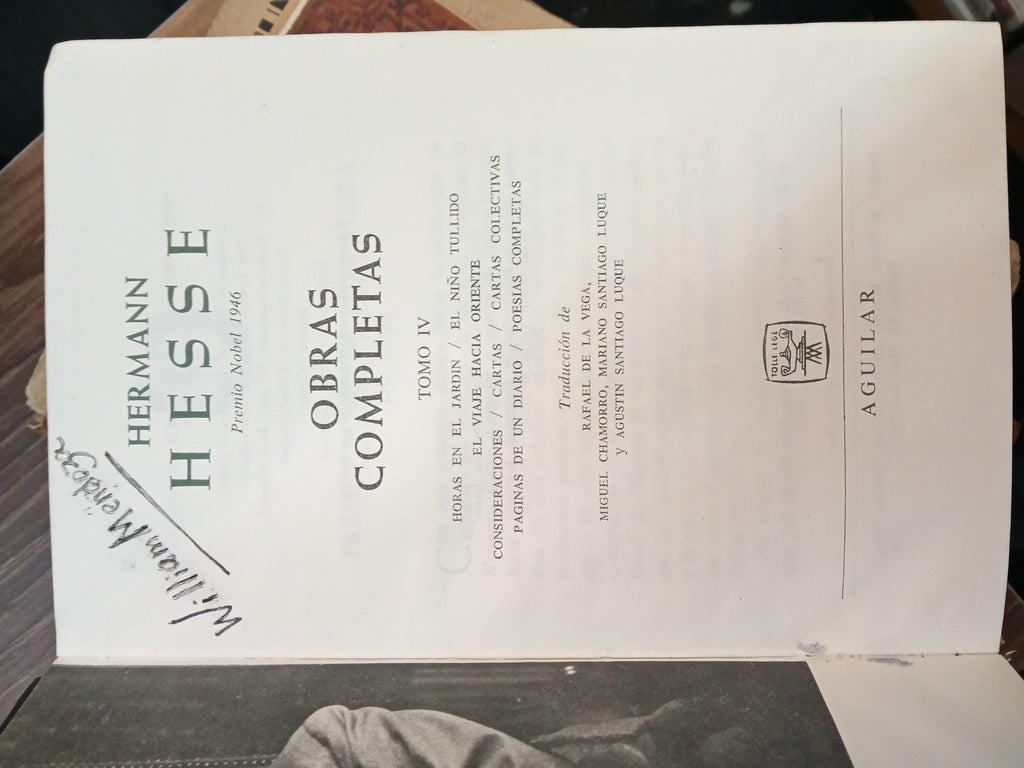 William Mendoza
HERMANN
HESSE
Premio Nobel 1946
OBRAS
COMPLETAS
TOMO IV
HORAS EN EL JARDIN / EL NIÑO TULLIDO
EL VIAJE HACIA ORIENTE
CONSIDERACIONES / CARTAS / CARTAS COLECTIVAS
PAGINAS DE UN DIARIO / POESIAS COMPLETAS
Traducción de
RAFAEL DE LA VEGA,
MIGUEL CHAMORRO, MARIANO SANTIAGO LUQUE
y AGUSTIN SANTIAGO LUQUE
TOLLE LEGE
AGUILAR